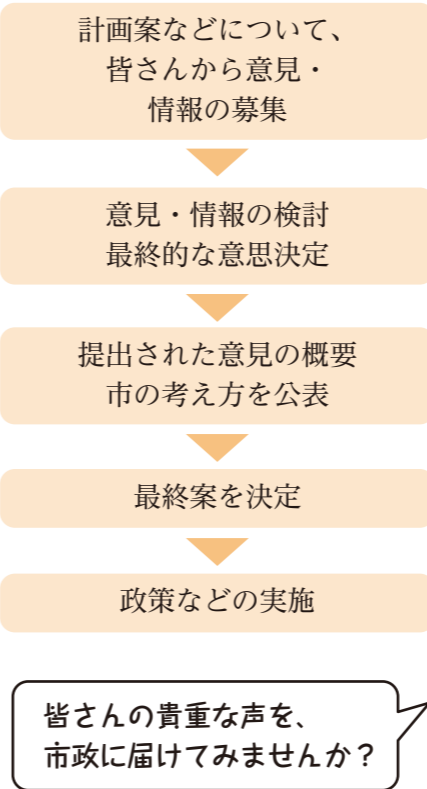 計画案などについて、
皆さんから意見・
情報の募集
意見・情報の検討
最終的な意思決定
提出された意見の概要
市の考え方を公表
最終案を決定
政策などの実施
皆さんの貴重な声を、
市政に届けてみませんか？